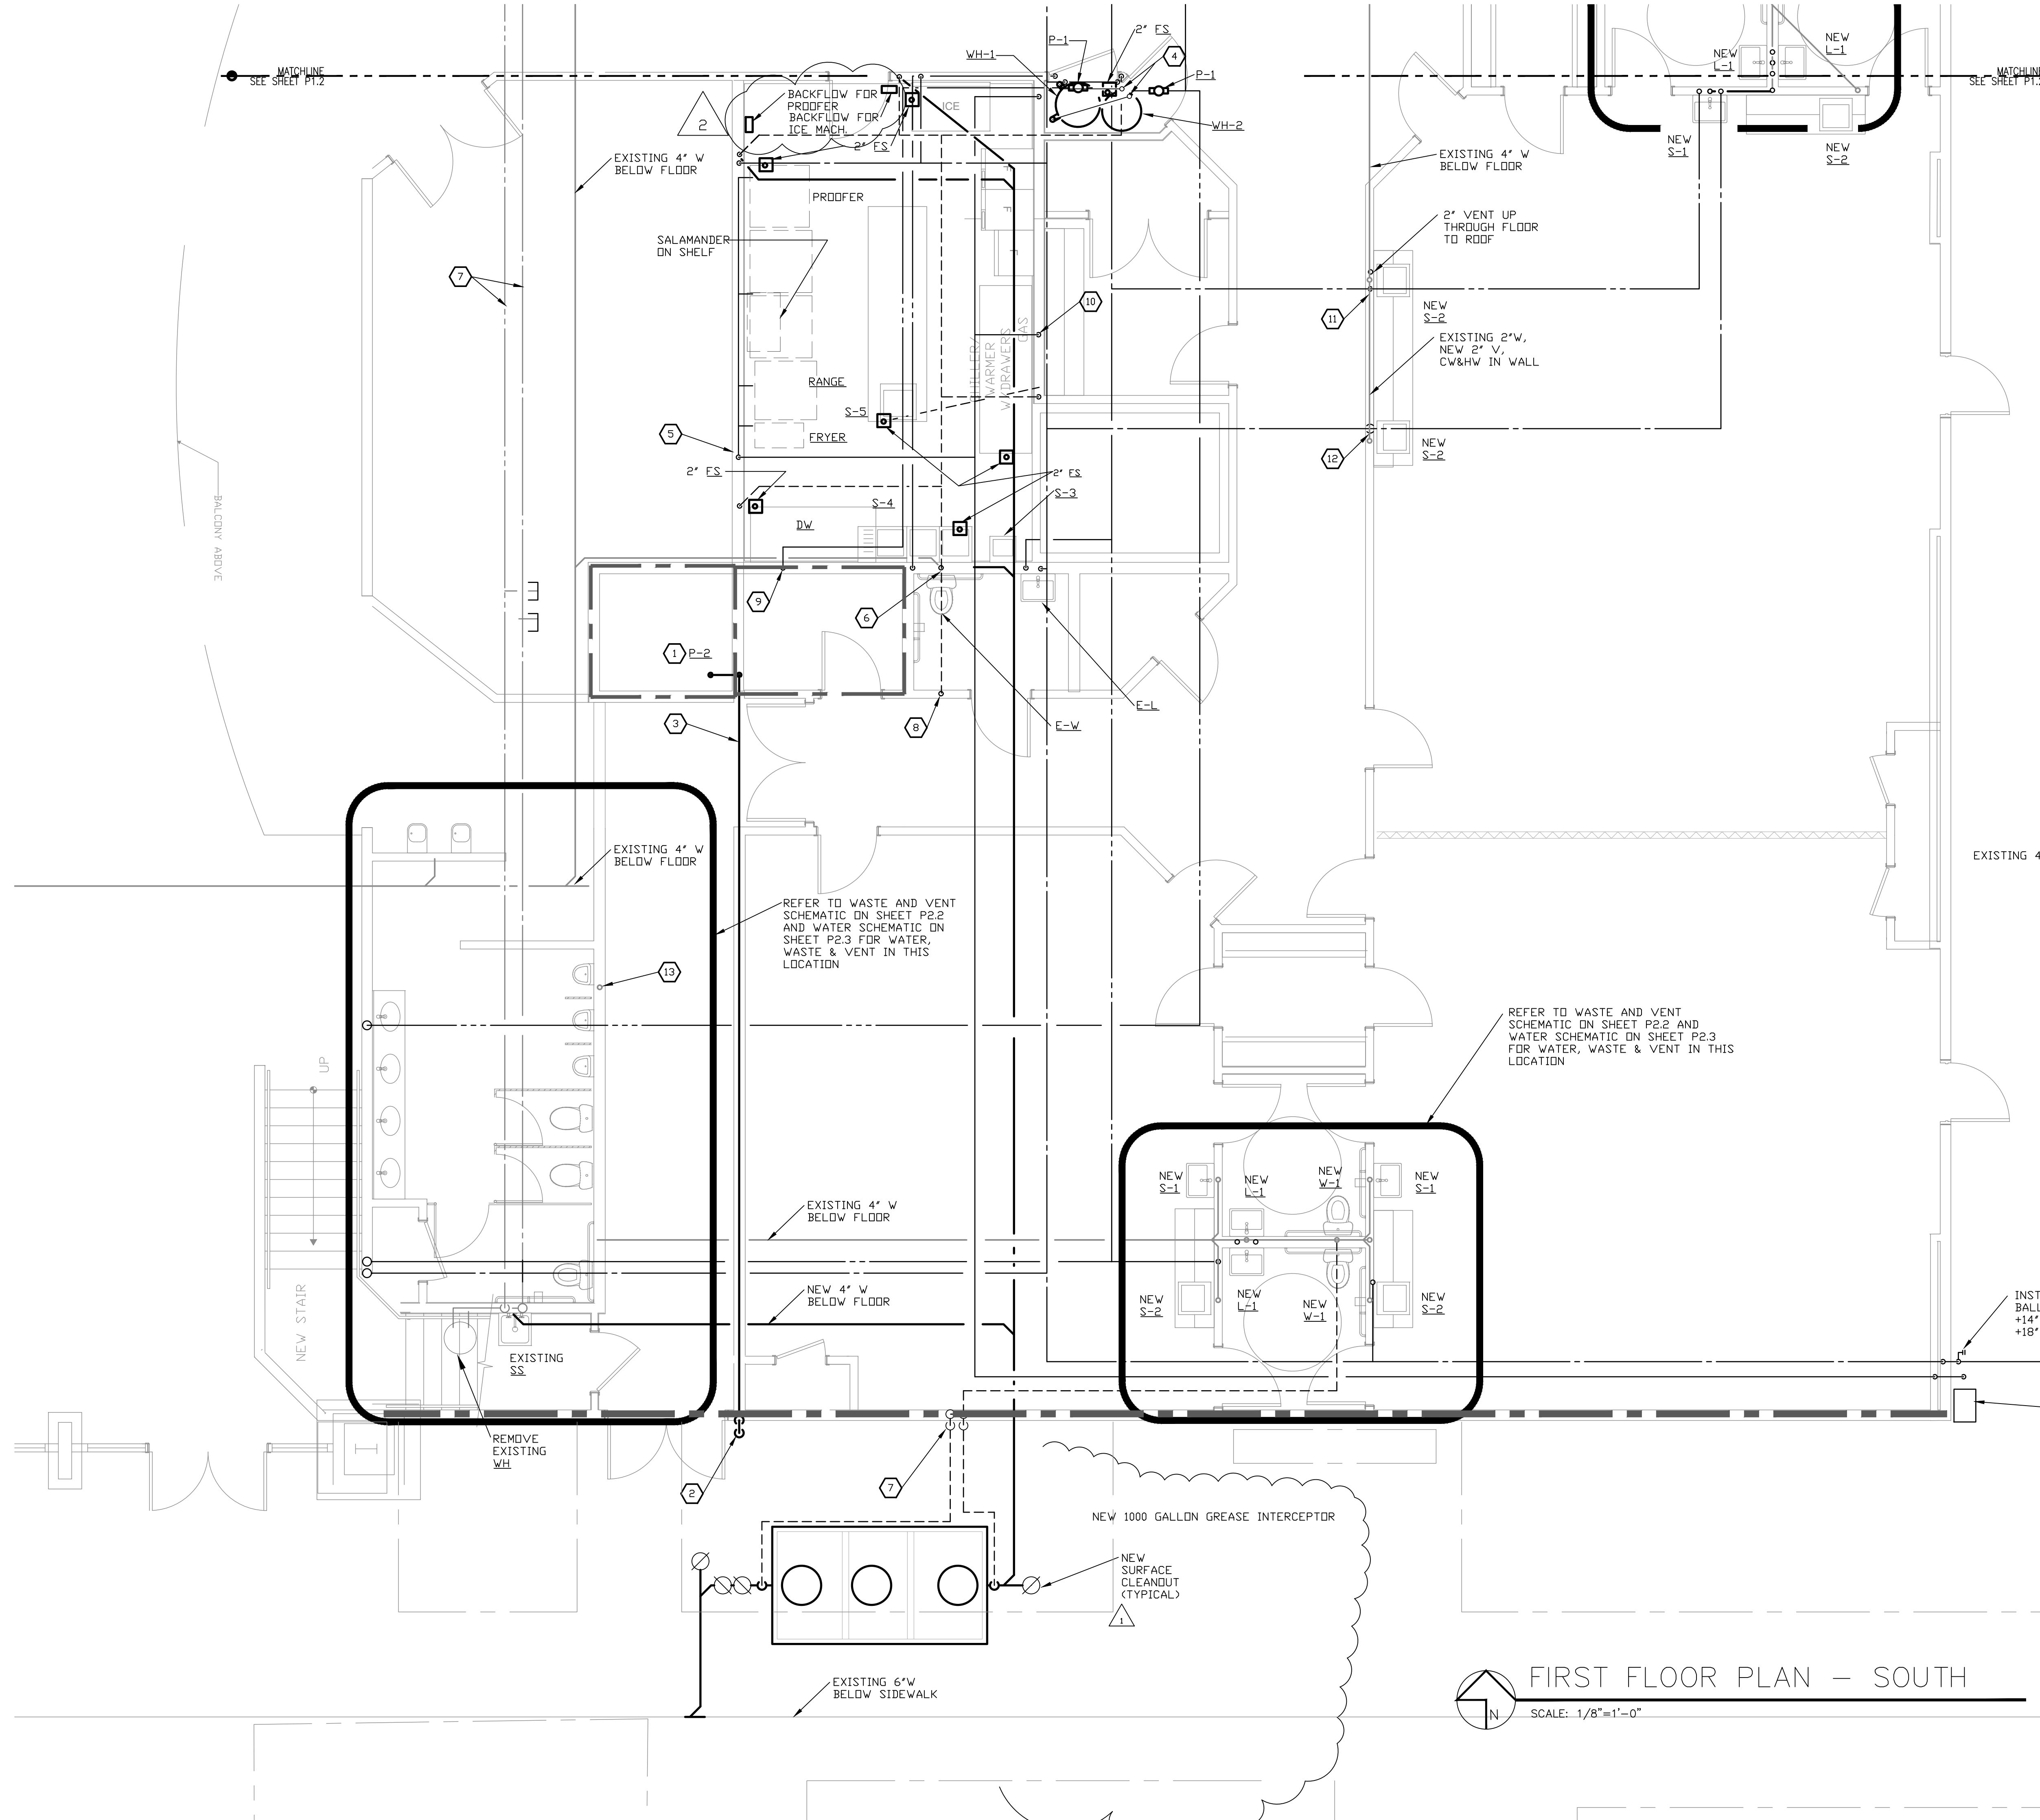 MATCHLINE
SEE SHEET P1.2
2
BACKFLOW FOR
PROOFER
BACKFLOW FOR
ICE MACH.
ICE
2" FS
WH-1
P-1
2" FS
4
P-1
WH-2
NEW
L-1
NEW
L-1
MATCHLINE
NEW
S-1
NEW
S-2
EXISTING 4" W
BELOW FLOOR
EXISTING 4" W
BELOW FLOOR
PROOFER
F
F
F
SALAMANDER
ON SHELF
2" VENT UP
THROUGH FLOOR
TO ROOF
7
10
11
NEW
S-2
EXISTING 2"W,
NEW 2" V,
CW&HW IN WALL
WARMER
W/DRAWERS
GAS
RANGE
S-5
FRYER
5
12
NEW
S-2
2" FS
2" FS
S-3
S-4
DW
BALCONY ABOVE
9
6
1
P-2
3
8
E-W
E-L
EXISTING 4" W
BELOW FLOOR
EXISTING 4
REFER TO WASTE AND VENT
SCHEMATIC ON SHEET P2.2
AND WATER SCHEMATIC ON
SHEET P2.3 FOR WATER,
WASTE & VENT IN THIS
LOCATION
13
REFER TO WASTE AND VENT
SCHEMATIC ON SHEET P2.2 AND
WATER SCHEMATIC ON SHEET P2.3
FOR WATER, WASTE & VENT IN THIS
LOCATION
UP
NEW STAIR
NEW
S-1
NEW
L-1
NEW
W-1
NEW
S-1
EXISTING 4" W
BELOW FLOOR
NEW 4" W
BELOW FLOOR
NEW
S-2
NEW
L-1
NEW
W-1
NEW
S-2
INST
BALL
+14"
+18"
EXISTING
SS
REMOVE
EXISTING
WH
2
7
NEW 1000 GALLON GREASE INTERCEPTOR
NEW
SURFACE
CLEANOUT
(TYPICAL)
1
EXISTING 6"W
BELOW SIDEWALK
N
FIRST FLOOR PLAN - SOUTH
SCALE: 1/8"=1'-0"